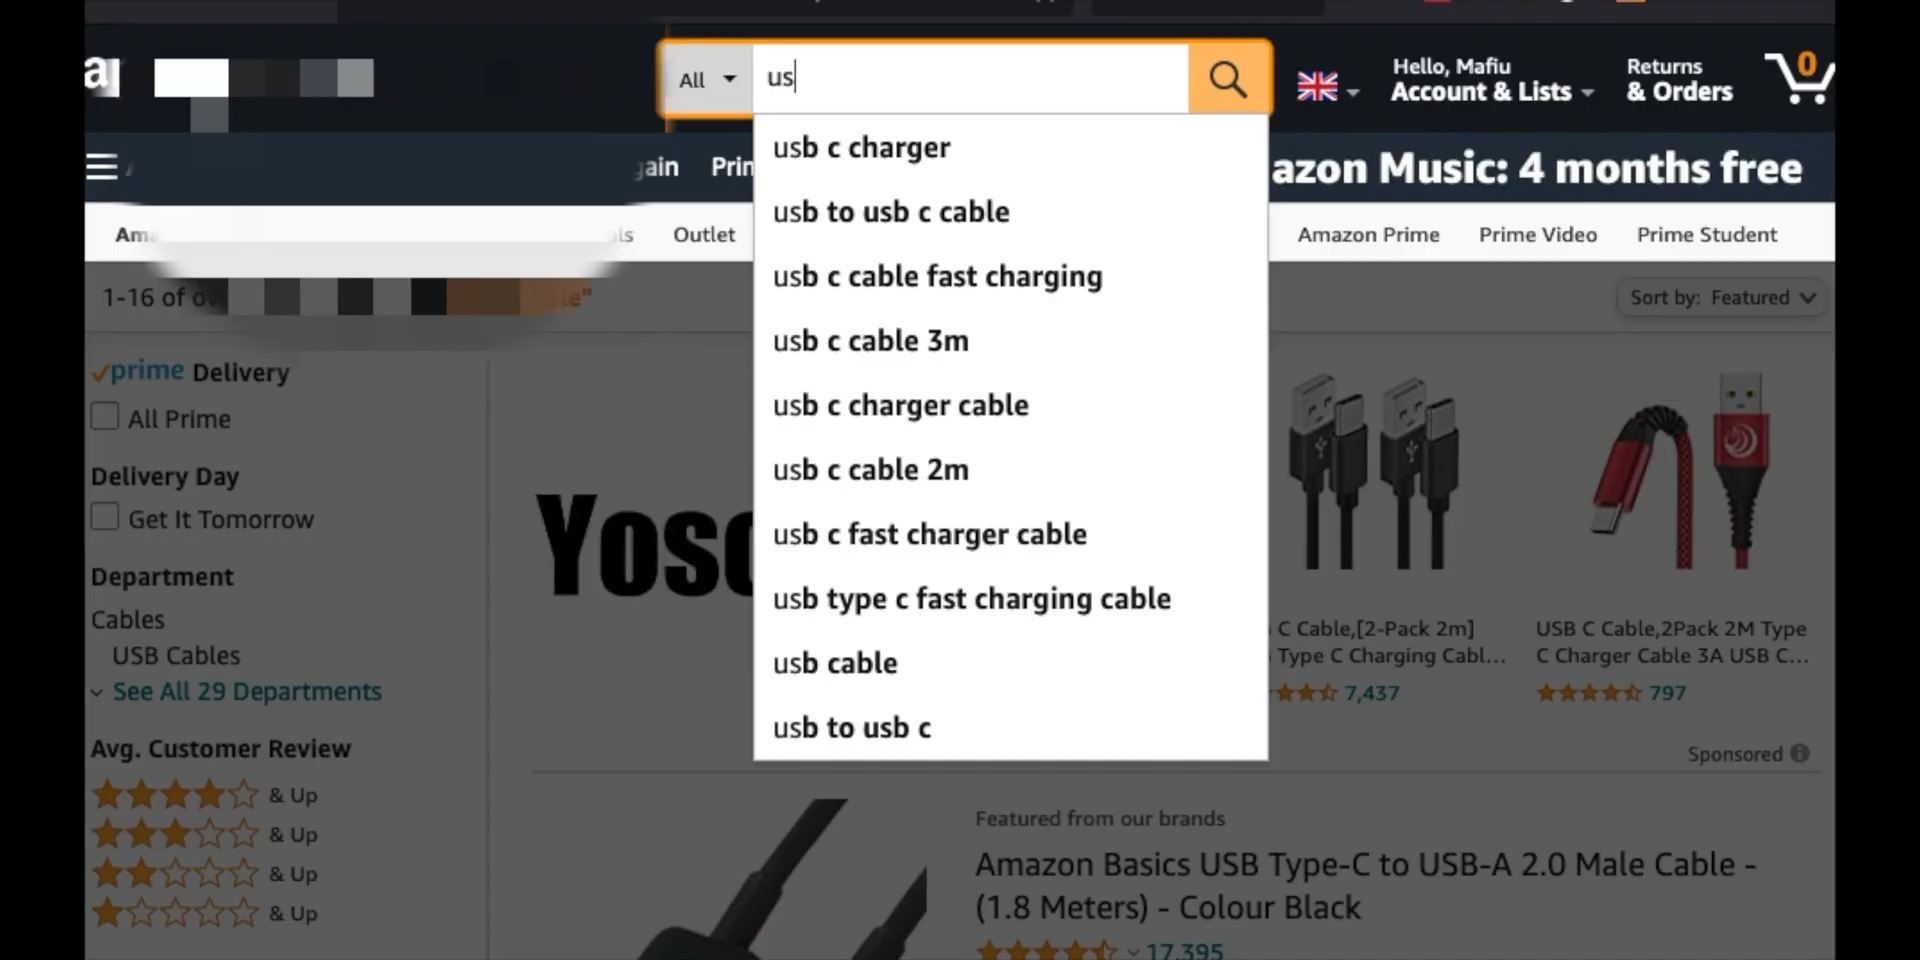 All
us
Hello, Mafiu
Account & Lists
Returns
& Orders
0
gain
Prim
azon Music: 4 months free
Outlet
Amazon Prime
Prime Video
Prime Student
usb c charger
usb to usb c cable
usb c cable fast charging
usb c cable 3m
usb c charger cable
usb c cable 2m
usb c fast charger cable
usb type c fast charging cable
usb cable
usb to usb c
1-16 of
Sort by: Featured
prime Delivery
All Prime
Delivery Day
Get It Tomorrow
Department
Cables
USB Cables
See All 29 Departments
Avg. Customer Review
& Up
& Up
& Up
& Up
Yoso
C Cable,[2-Pack 2m]
Type C Charging Cabl...
7,437
USB C Cable,2Pack 2M Type
C Charger Cable 3A USB C...
797
Sponsored
Featured from our brands
Amazon Basics USB Type-C to USB-A 2.0 Male Cable -
(1.8 Meters) - Colour Black
17,395